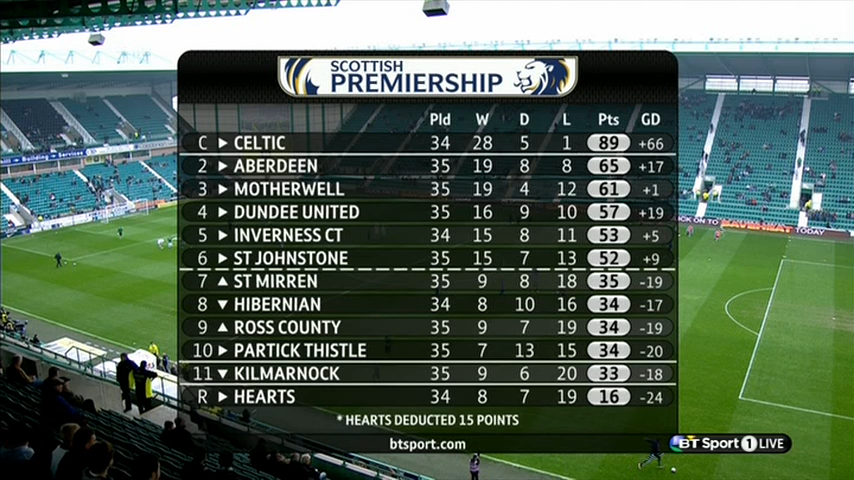 SCOTTISH
PREMIERSHIP
Pld W D L Pts GD
C ▶ CELTIC 34 28 5 1 89 +66
2 ▶ ABERDEEN 35 19 8 8 65 +17
3 ▶ MOTHERWELL 35 19 4 12 61 +1
4 ▶ DUNDEE UNITED 35 16 9 10 57 +19
5 ▶ INVERNESS CT 34 15 8 11 53 +5
6 ▶ ST JOHNSTONE 35 15 7 13 52 +9
7 ▲ ST MIRREN 35 9 8 18 35 -19
8 ▼ HIBERNIAN 34 8 10 16 34 -17
9 ▲ ROSS COUNTY 35 9 7 19 34 -19
10 ▶ PARTICK THISTLE 35 7 13 15 34 -20
11 ▼ KILMARNOCK 35 9 6 20 33 -18
R ▶ HEARTS 34 8 7 19 16 -24
* HEARTS DEDUCTED 15 POINTS
btsport.com
BT Sport 1 LIVE
Building
TODAY